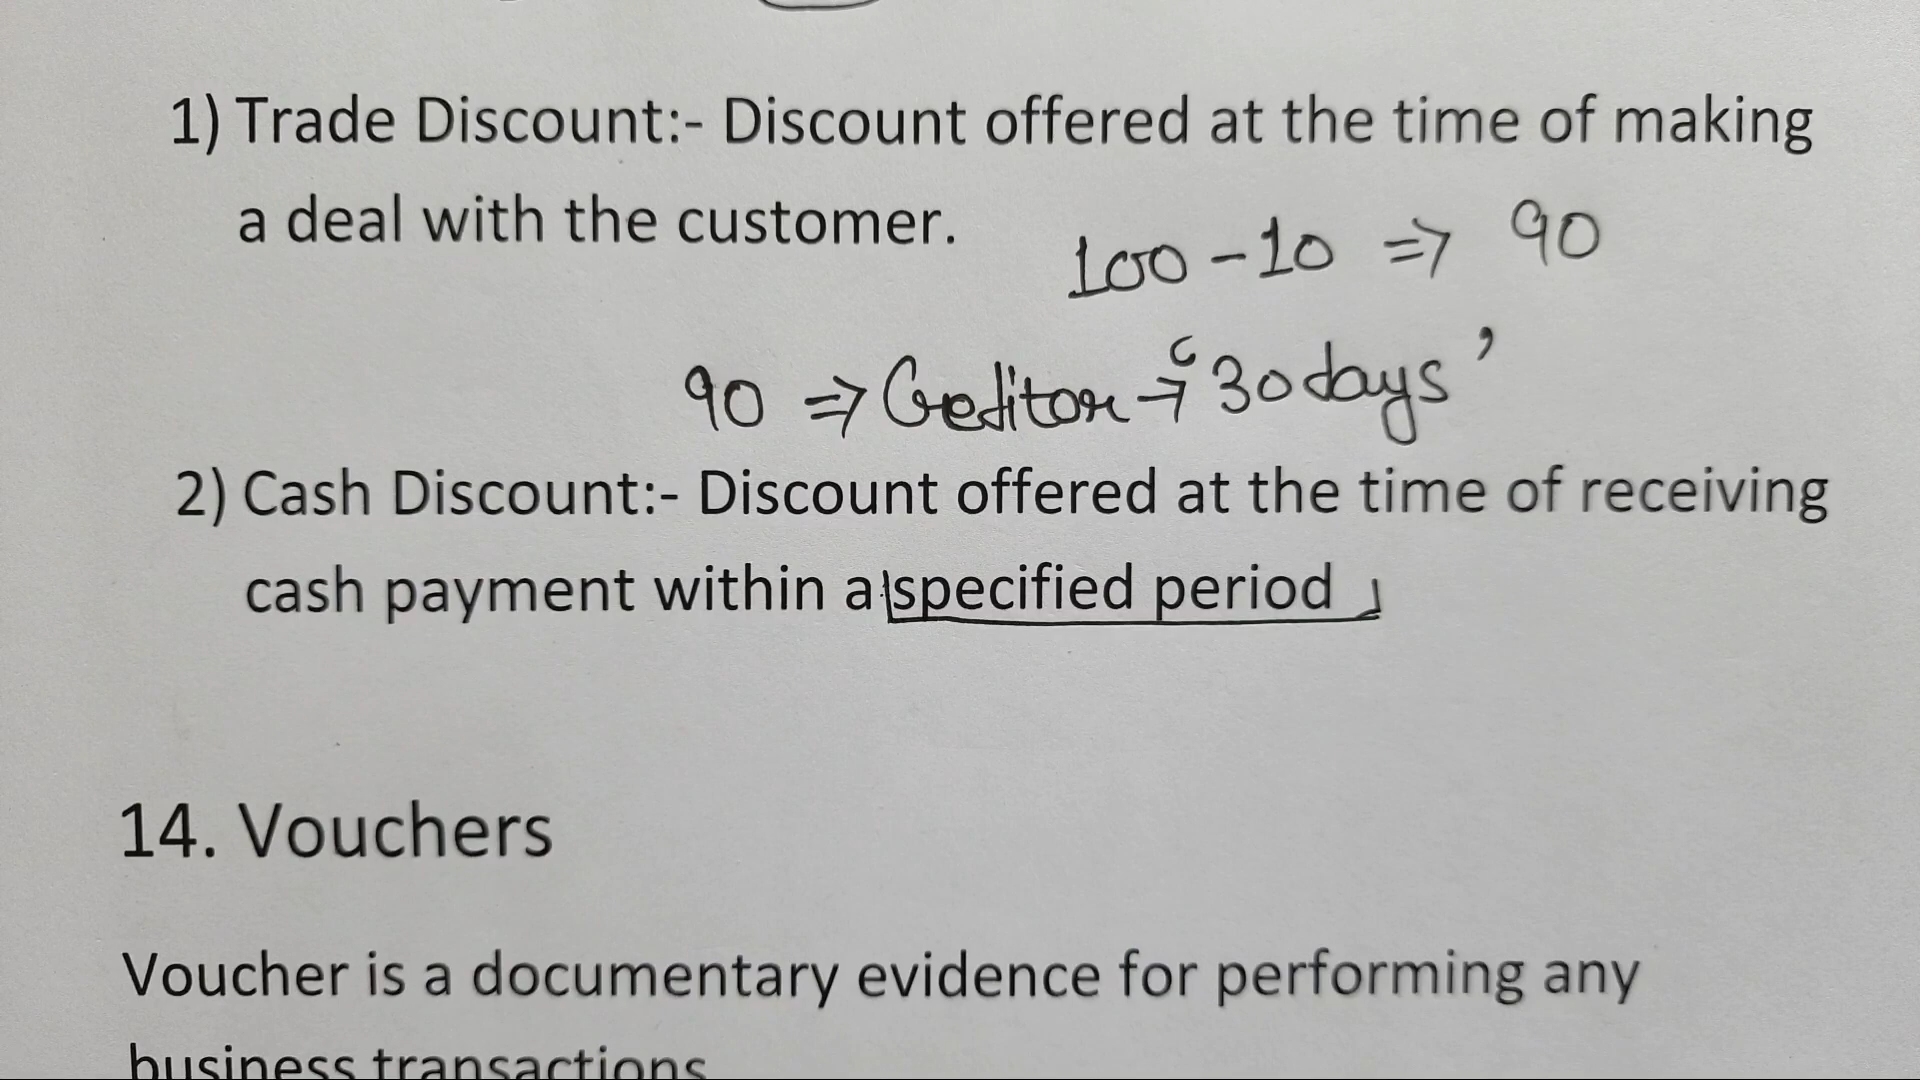 1) Trade Discount:- Discount offered at the time of making
a deal with the customer.
100 - 10 => 90
90 => Creditor → ‘30 days’
2) Cash Discount:- Discount offered at the time of receiving
cash payment within a specified period
14. Vouchers
Voucher is a documentary evidence for performing any
business transactions